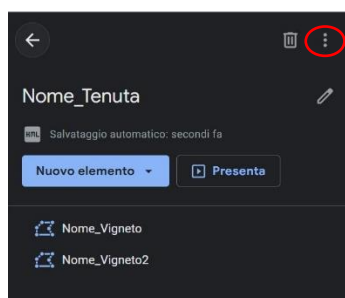 Nome_Tenuta
KML Salvataggio automatico: secondi fa
Nuovo elemento Presenta
Nome_Vigneto
Nome_Vigneto2